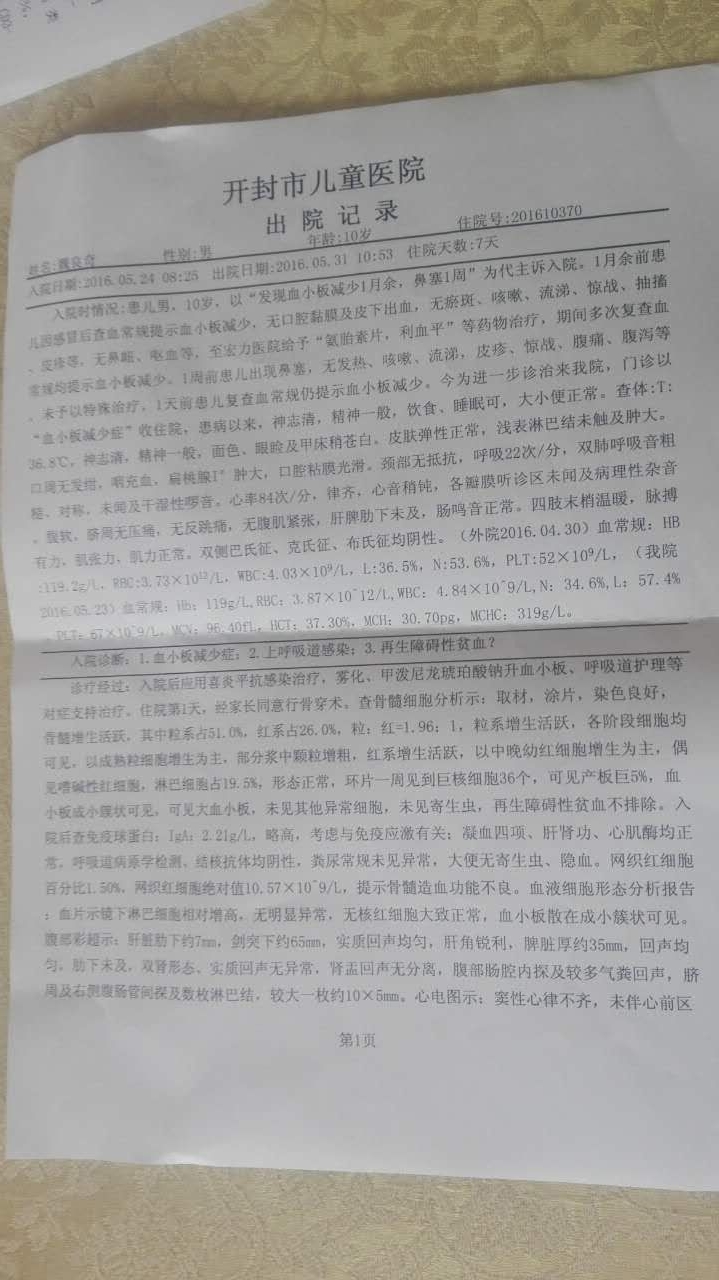 开封市儿童医院
出院记录
姓名:魏良奇 性别:男 年龄:10岁 住院号:201610370
入院日期:2016.05.24 08:25 出院日期:2016.05.31 10:53 住院天数:7天
入院时情况:患儿男，10岁，以“发现血小板减少1月余，鼻塞1周”为代主诉入院。1月余前患
儿因感冒后查血常规提示血小板减少，无口腔黏膜及皮下出血，无瘀斑、咳嗽、流涕、惊战、抽搐
、皮疹等，无鼻衄、呕血等，至宏力医院给予“氨肽素片，利血平”等药物治疗，期间多次复查血
常规均提示血小板减少。1周前患儿出现鼻塞，无发热、咳嗽、流涕，皮疹、惊战、腹痛、腹泻等
，未予以特殊治疗，1天前患儿复查血常规仍提示血小板减少。今为进一步诊治来我院，门诊以
“血小板减少症”收住院，患病以来，神志清，精神一般，饮食、睡眠可，大小便正常。查体:T:
36.8℃，神志清，精神一般，面色、眼睑及甲床稍苍白。皮肤弹性正常，浅表淋巴结未触及肿大。
口周无发绀，咽充血，扁桃腺I°肿大，口腔粘膜光滑。颈部无抵抗，呼吸22次/分，双肺呼吸音粗
糙、对称，未闻及干湿性啰音。心率84次/分，律齐，心音稍钝，各瓣膜听诊区未闻及病理性杂音
。腹软，脐周无压痛，无反跳痛，无腹肌紧张，肝脾肋下未及，肠鸣音正常。四肢末梢温暖，脉搏
有力，肌张力、肌力正常。双侧巴氏征、克氏征、布氏征均阴性。（外院2016.04.30）血常规：HB
:119.2g/L，RBC:3.73×10¹²/L，WBC:4.03×10⁹/L，L:36.5%，N:53.6%，PLT:52×10⁹/L，（我院
2016.05.23）血常规：Hb：119g/L,RBC：3.87×10^12/L,WBC：4.84×10^9/L,N：34.6%,L：57.4%
，PLT：67×10^9/L，MCV：96.40fl，HCT：37.30%，MCH：30.70pg，MCHC：319g/L。
入院诊断：1.血小板减少症；2.上呼吸道感染；3.再生障碍性贫血？
诊疗经过：入院后应用喜炎平抗感染治疗，雾化、甲泼尼龙琥珀酸钠升血小板、呼吸道护理等
对症支持治疗。住院第1天，经家长同意行骨穿术。查骨髓细胞分析示：取材，涂片，染色良好，
骨髓增生活跃，其中粒系占51.0%，红系占26.0%，粒：红=1.96：1，粒系增生活跃，各阶段细胞均
可见，以成熟粒细胞增生为主，部分浆中颗粒增粗，红系增生活跃，以中晚幼红细胞增生为主，偶
见嗜碱性红细胞，淋巴细胞占19.5%，形态正常，环片一周见到巨核细胞36个，可见产板巨5%，血
小板成小簇状可见。可见大血小板，未见其他异常细胞，未见寄生虫，再生障碍性贫血不排除。入
院后查免疫球蛋白：IgA：2.21g/L，略高，考虑与免疫应激有关；凝血四项、肝肾功、心肌酶均正
常，呼吸道病原学检测、结核抗体均阴性，粪尿常规未见异常，大便无寄生虫、隐血。网织红细胞
百分比1.50%，网织红细胞绝对值10.57×10^9/L，提示骨髓造血功能不良。血液细胞形态分析报告
：血片示镜下淋巴细胞相对增高，无明显异常，无核红细胞大致正常，血小板散在成小簇状可见。
腹部彩超示：肝脏肋下约7mm，剑突下约65mm，实质回声均匀，肝角锐利，脾脏厚约35mm，回声均
匀，肋下未及，双肾形态、实质回声无异常，肾盂回声无分离，腹部肠腔内探及较多气粪回声，脐
周及右侧腹肠管间探及数枚淋巴结，较大一枚约10×5mm。心电图示：窦性心律不齐，未伴心前区
第1页